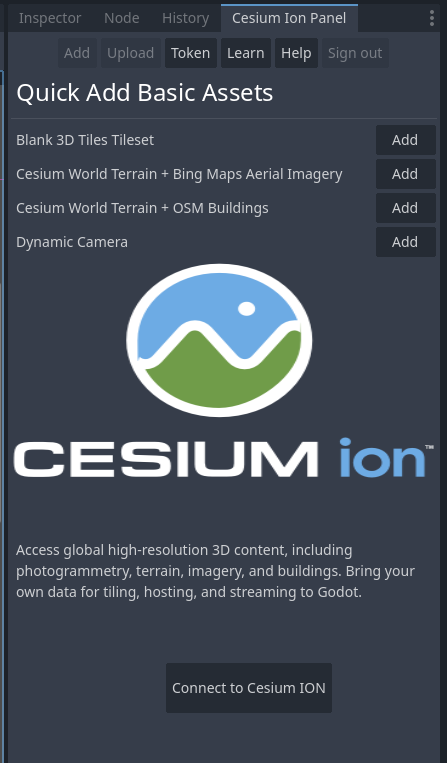 Inspector Node History Cesium Ion Panel
Add Upload Token Learn Help Sign out
Quick Add Basic Assets
Blank 3D Tiles Tileset Add
Cesium World Terrain + Bing Maps Aerial Imagery Add
Cesium World Terrain + OSM Buildings Add
Dynamic Camera Add
CESIUM ion™
Access global high-resolution 3D content, including
photogrammetry, terrain, imagery, and buildings. Bring your
own data for tiling, hosting, and streaming to Godot.
Connect to Cesium ION